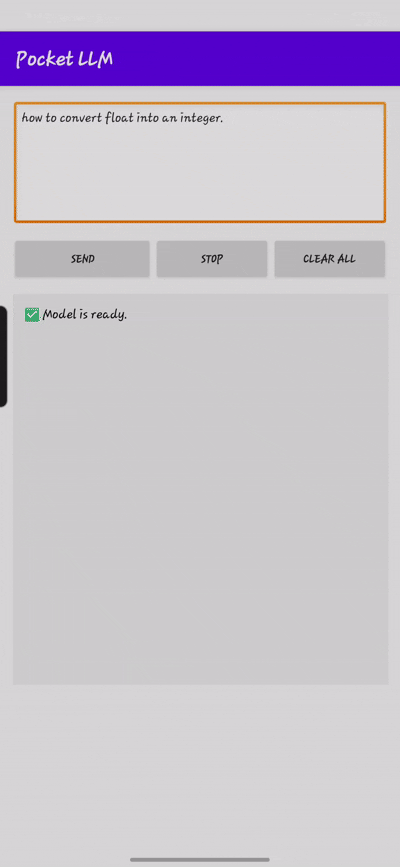 Pocket LLM
how to convert float into an integer.
SEND STOP CLEAR ALL
✅ Model is ready.